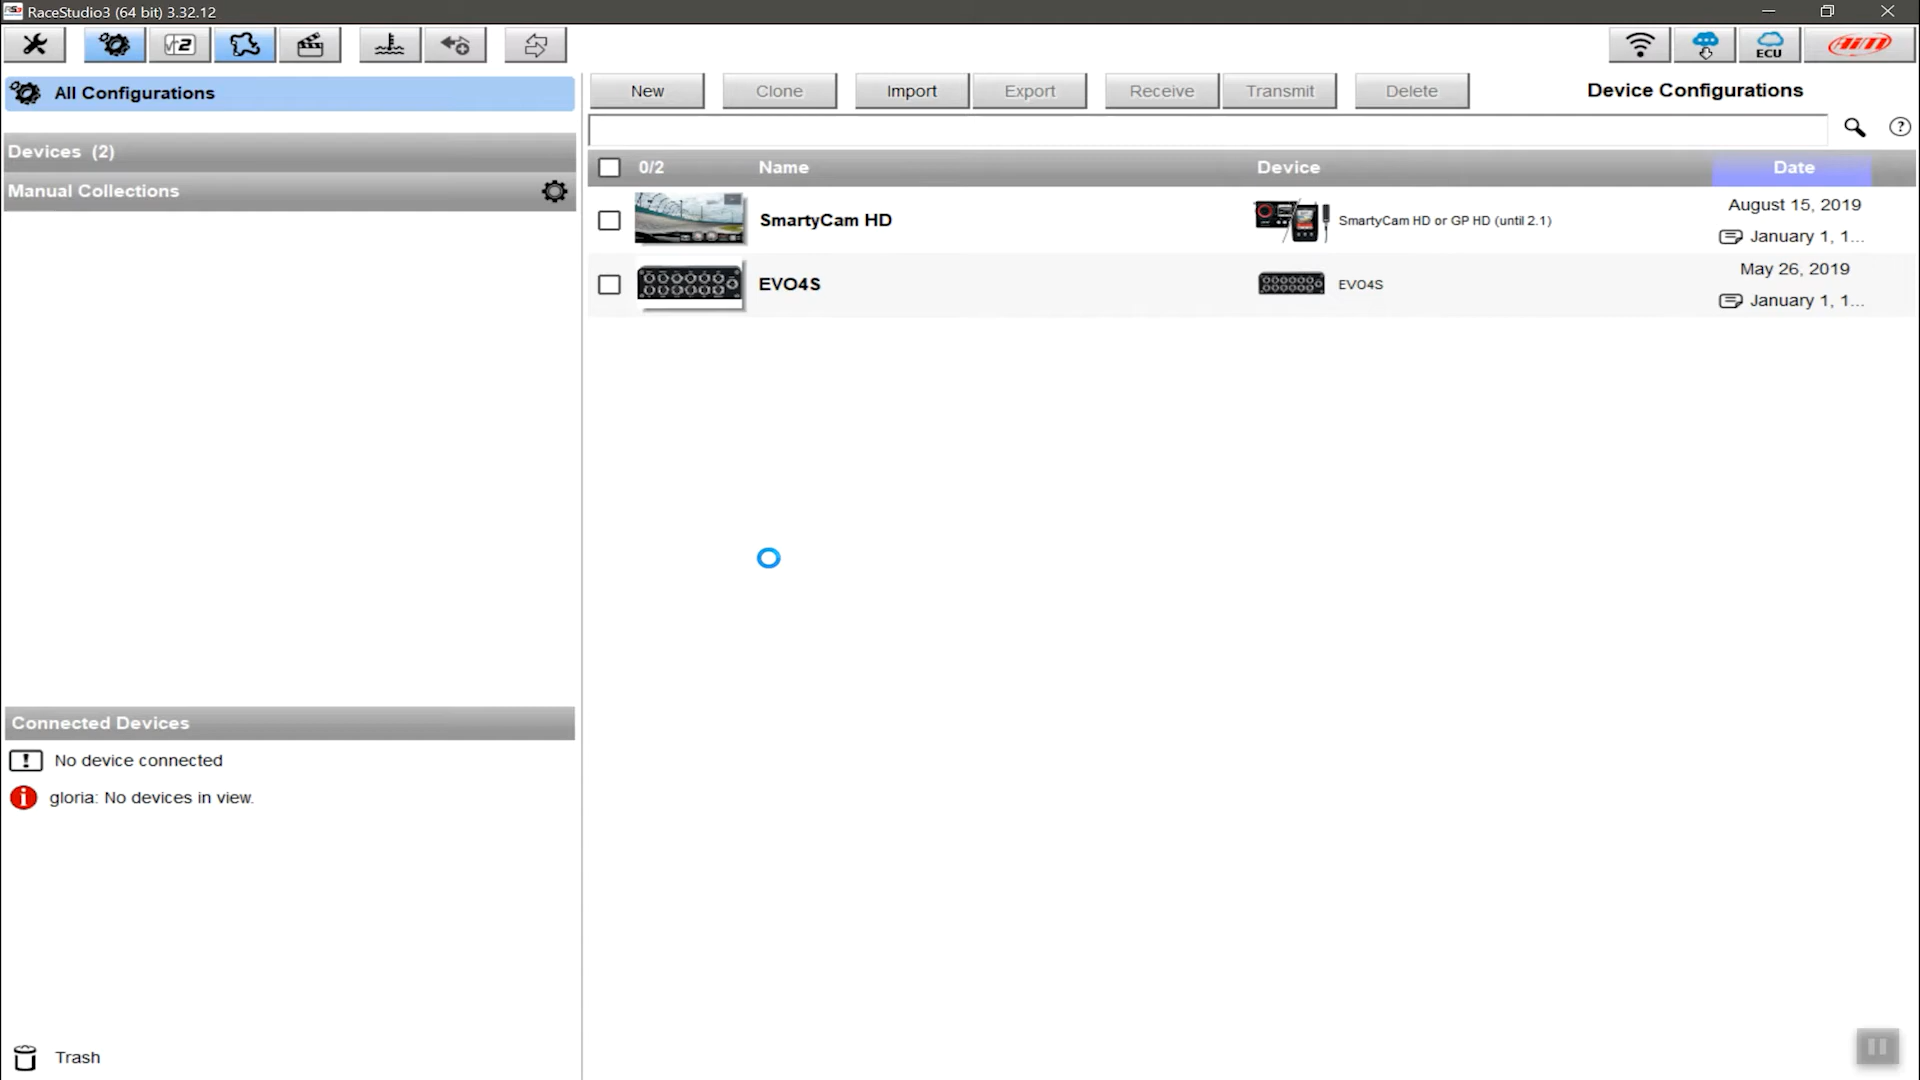 RS3 RaceStudio3 (64 bit) 3.32.12
ECU
AiM
All Configurations
New
Clone
Import
Export
Receive
Transmit
Delete
Device Configurations
Devices (2)
Manual Collections
0/2
Name
Device
Date
SmartyCam HD
SmartyCam HD or GP HD (until 2.1)
August 15, 2019
January 1, 1...
EVO4S
EVO4S
May 26, 2019
January 1, 1...
Connected Devices
No device connected
gloria: No devices in view.
Trash